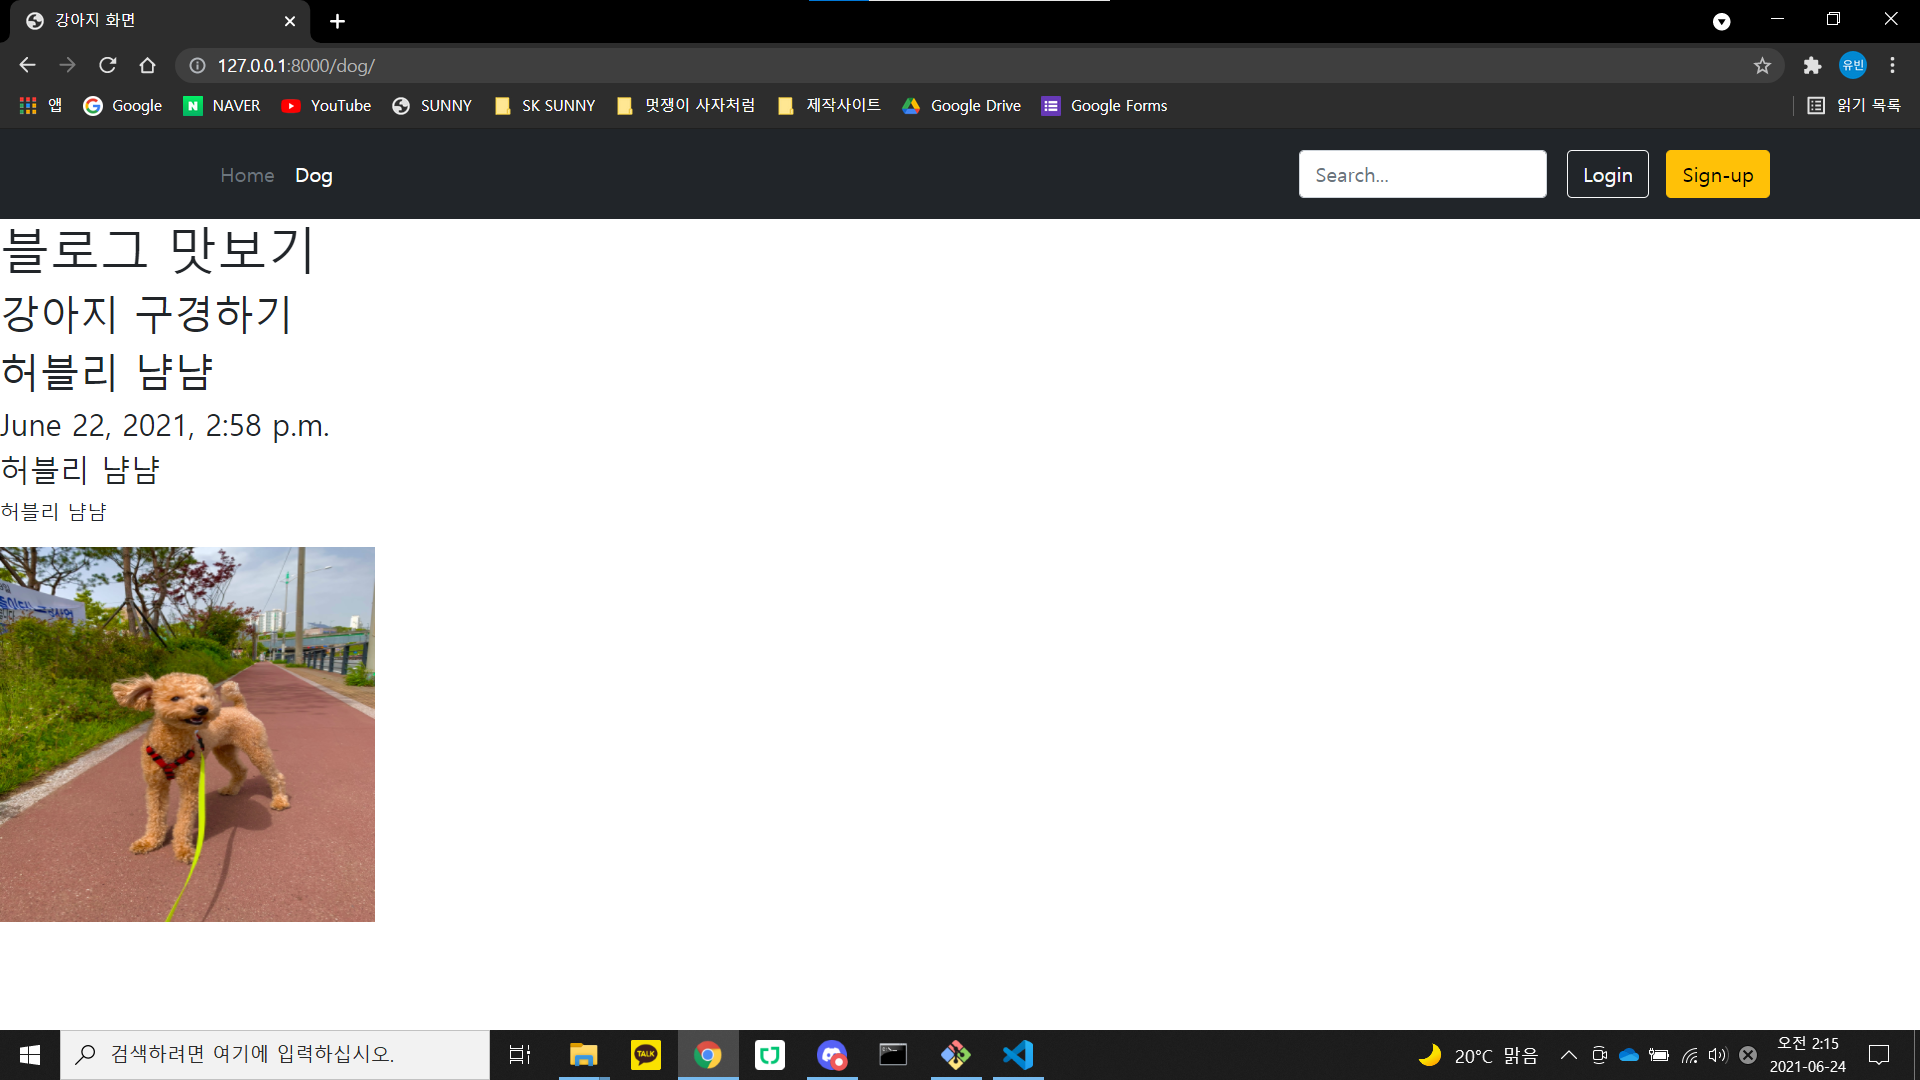 강아지 화면
127.0.0.1:8000/dog/
유빈
앱 Google NAVER YouTube SUNNY SK SUNNY 멋쟁이 사자처럼 제작사이트 Google Drive Google Forms 읽기 목록
Home Dog Search... Login Sign-up
블로그 맛보기
강아지 구경하기
허블리 냠냠
June 22, 2021, 2:58 p.m.
허블리 냠냠
허블리 냠냠
검색하려면 여기에 입력하십시오.
TALK
20°C 맑음
오전 2:15
2021-06-24